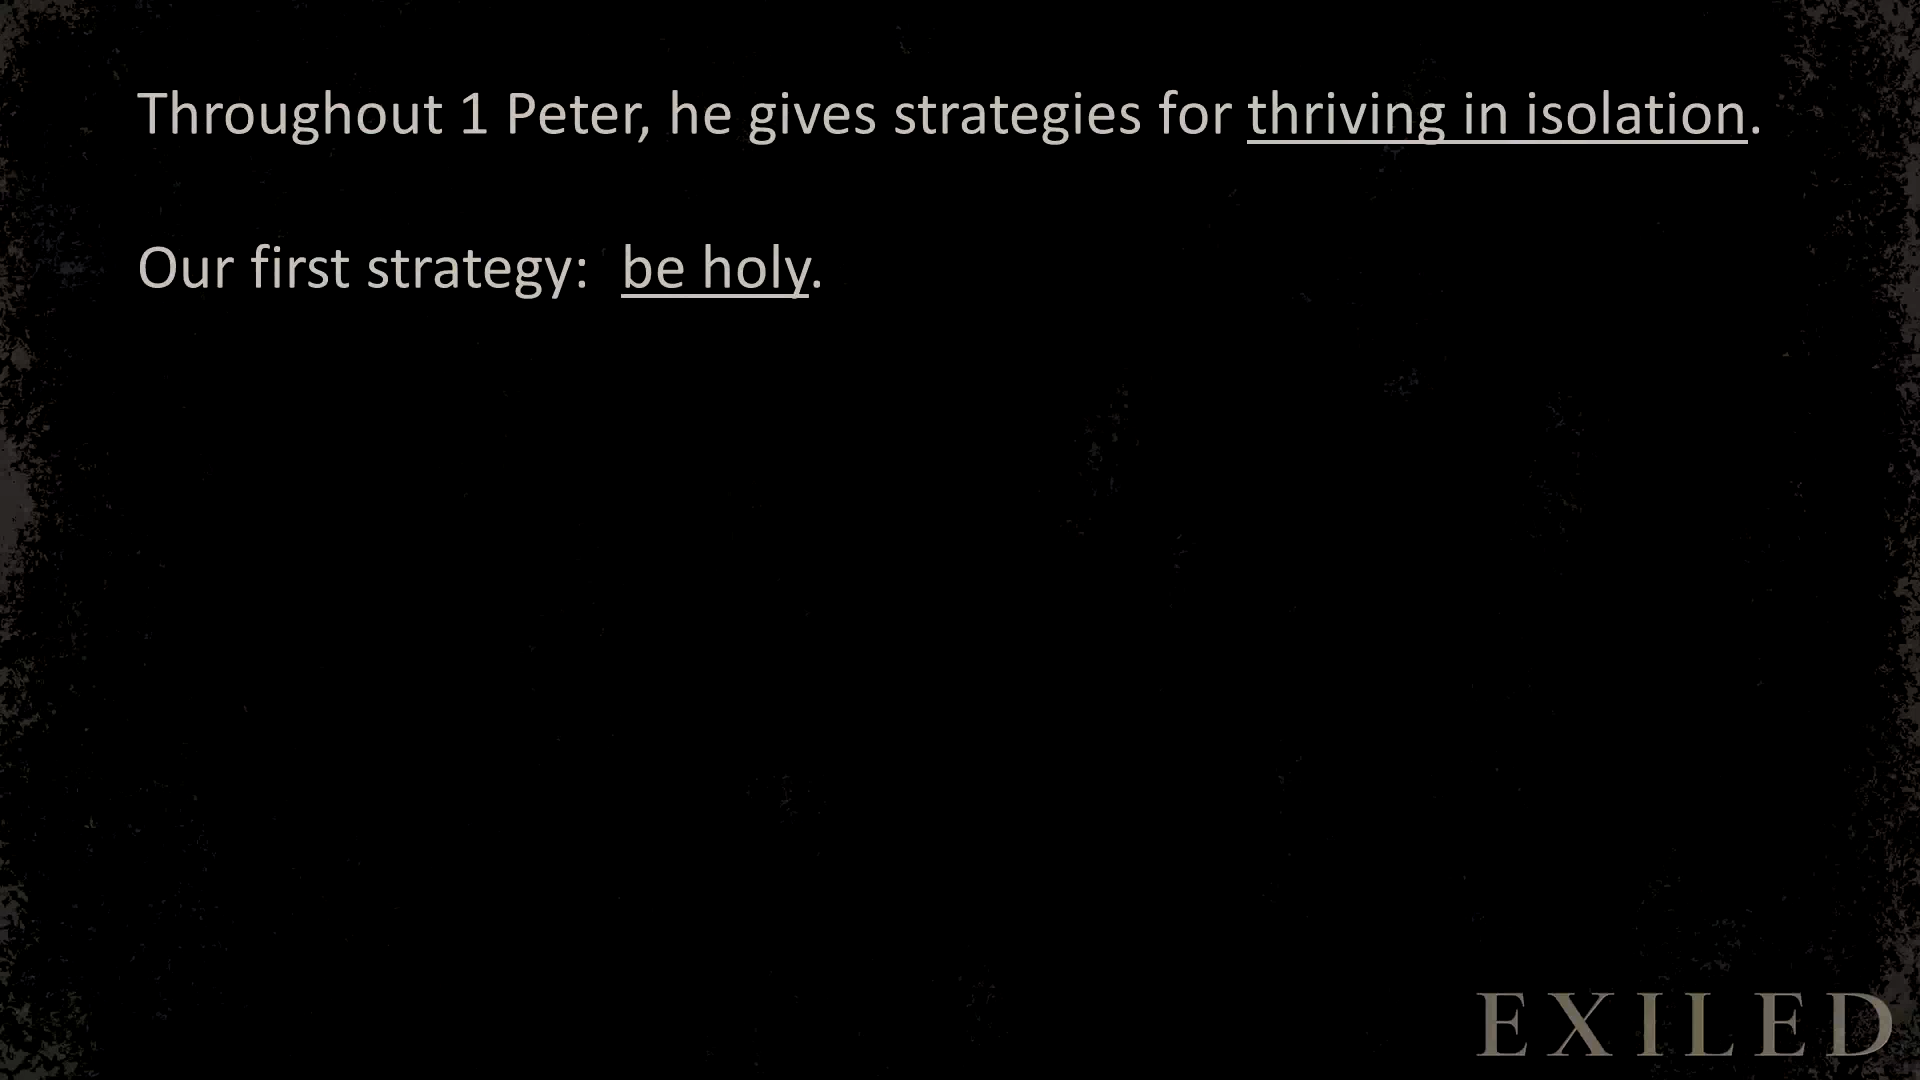 Throughout 1 Peter, he gives strategies for thriving in isolation.
Our first strategy:  be holy.
EXILED